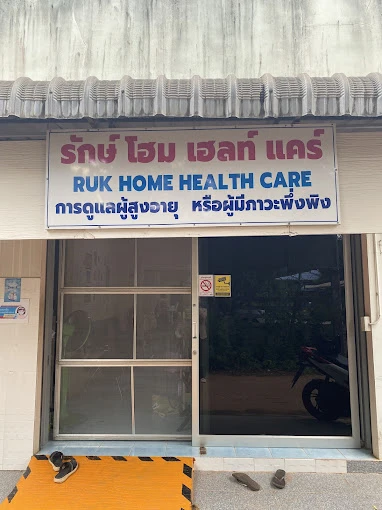 รักษ์ โฮม เฮลท์ แคร์
RUK HOME HEALTH CARE
การดูแลผู้สูงอายุ หรือผู้มีภาวะพึ่งพิง